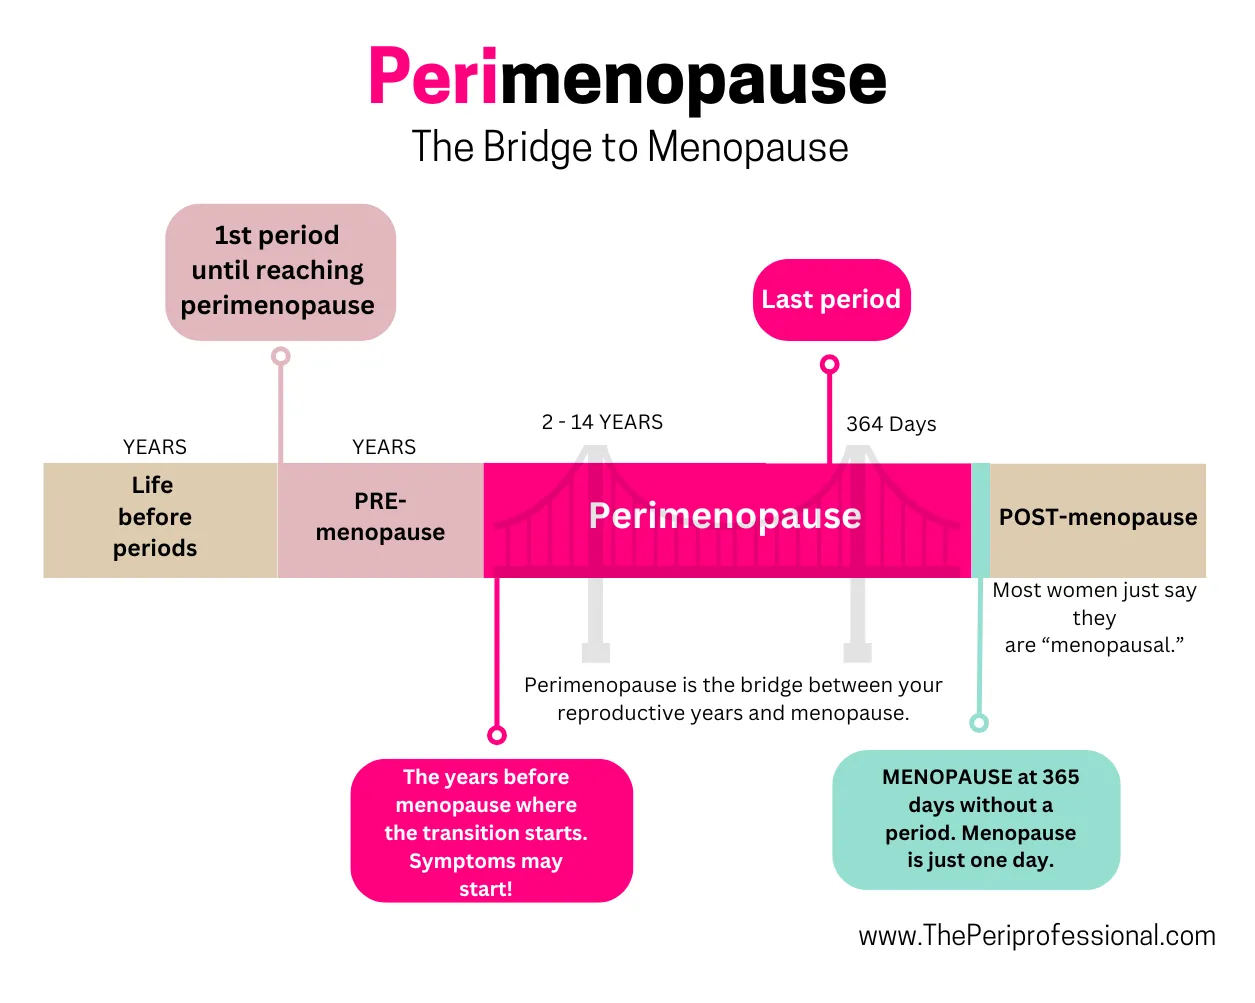 Perimenopause
The Bridge to Menopause
1st period
until reaching
perimenopause
Last period
YEARS
YEARS
2 - 14 YEARS
364 Days
Life
before
periods
PRE-
menopause
Perimenopause
POST-menopause
Most women just say
they
are “menopausal.”
Perimenopause is the bridge between your
reproductive years and menopause.
The years before
menopause where
the transition starts.
Symptoms may
start!
MENOPAUSE at 365
days without a
period. Menopause
is just one day.
www.ThePeriprofessional.com